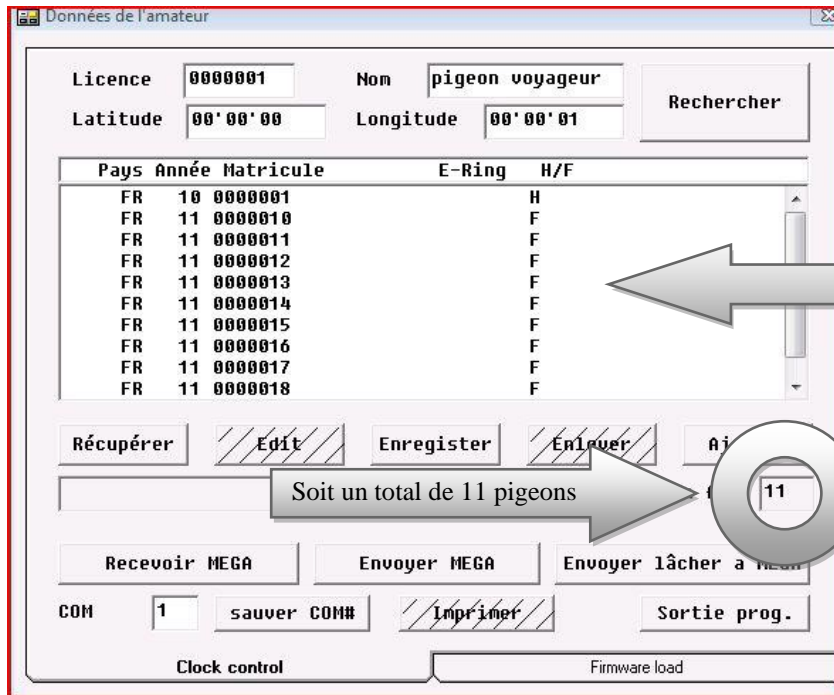 Données de l'amateur
Licence 0000001 Nom pigeon voyageur
Rechercher
Latitude 00'00'00 Longitude 00'00'01
Pays Année Matricule E-Ring H/F
FR 10 0000001 H
FR 11 0000010 F
FR 11 0000011 F
FR 11 0000012 F
FR 11 0000013 F
FR 11 0000014 F
FR 11 0000015 F
FR 11 0000016 F
FR 11 0000017 F
FR 11 0000018 F
Récupérer Edit Enregister Enlever
Soit un total de 11 pigeons 11
Recevoir MEGA Envoyer MEGA Envoyer lâcher a MEGA
COM 1 sauver COM# Imprimer Sortie prog.
Clock control Firmware load